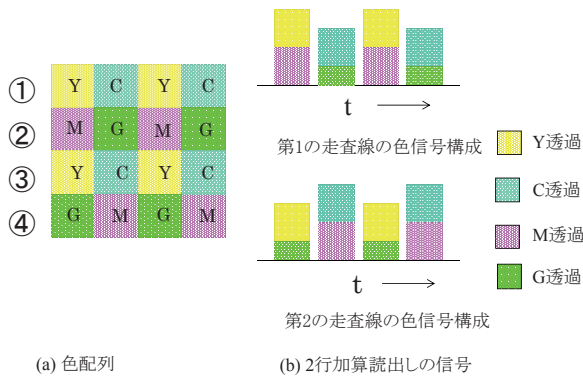 ① Y C Y C
② M G M G
③ Y C Y C
④ G M G M
(a) 色配列
t
第1の走査線の色信号構成
t
第2の走査線の色信号構成
(b) 2行加算読出しの信号
Y透過
C透過
M透過
G透過